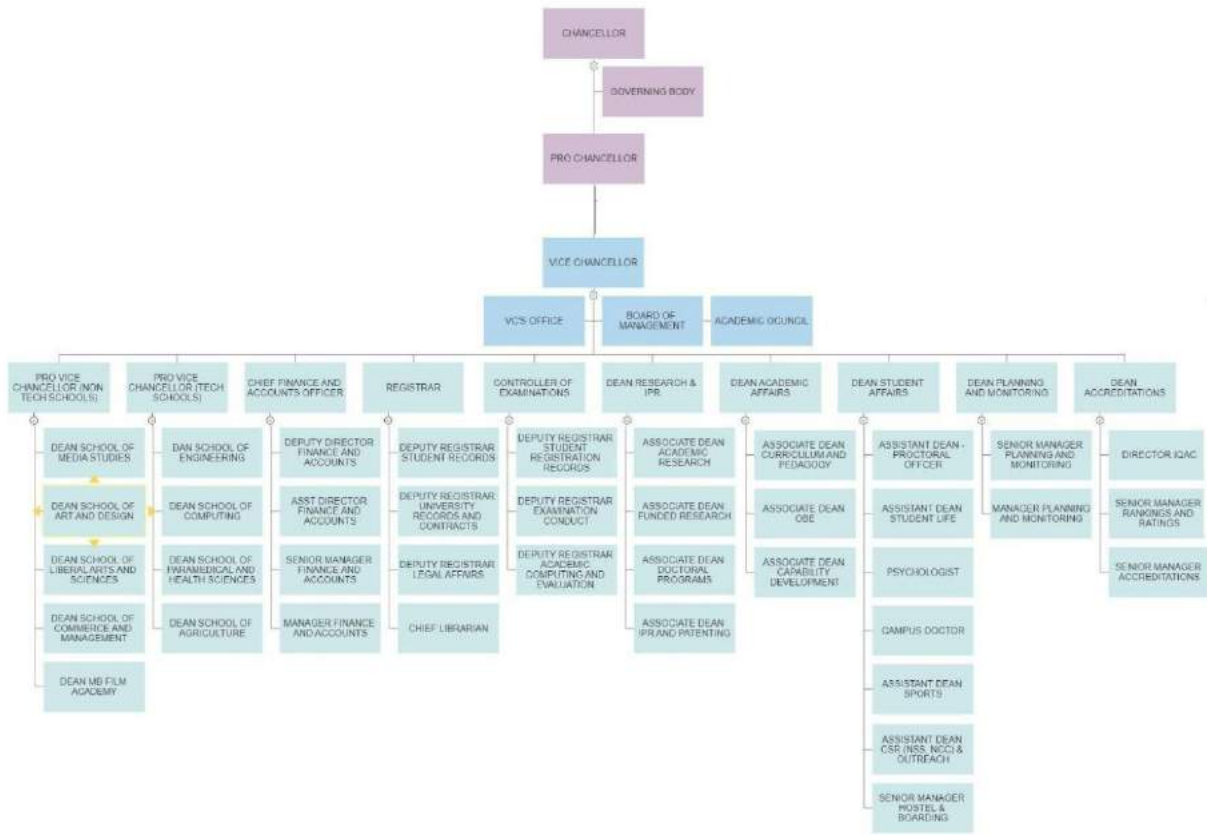 CHANCELLOR
GOVERNING BODY
PRO CHANCELLOR
VICE CHANCELLOR
VC'S OFFICE
BOARD OF
MANAGEMENT
ACADEMIC OCUNCIL
PRO VICE
CHANCELLOR (NON
TECH SCHOOLS)
DEAN SCHOOL OF
MEDIA STUDIES
DEAN SCHOOL OF
ART AND DESIGN
DEAN SCHOOL OF
LIBERAL ARTS AND
SCIENCES
DEAN SCHOOL OF
COMMERCE AND
MANAGEMENT
DEAN MB FILM
ACADEMY
PRO VICE
CHANCELLOR (TECH
SCHOOLS)
DAN SCHOOL OF
ENGINEERING
DEAN SCHOOL OF
COMPUTING
DEAN SCHOOL OF
PARAMEDICAL AND
HEALTH SCIENCES
DEAN SCHOOL OF
AGRICULTURE
CHIEF FINANCE AND
ACCOUNTS OFFICER
DEPUTY DIRECTOR
FINANCE AND
ACCOUNTS
ASST DIRECTOR
FINANCE AND
ACCOUNTS
SENIOR MANAGER
FINANCE AND
ACCOUNTS
MANAGER FINANCE
AND ACCOUNTS
REGISTRAR
DEPUTY REGISTRAR
STUDENT RECORDS
DEPUTY REGISTRAR
UNIVERSITY
RECORDS AND
CONTRACTS
DEPUTY REGISTRAR
LEGAL AFFAIRS
CHIEF LIBRARIAN
CONTROLLER OF
EXAMINATIONS
DEPUTY REGISTRAR
STUDENT
REGISTRATION
RECORDS
DEPUTY REGISTRAR
EXAMINATION
CONDUCT
DEPUTY REGISTRAR
ACADEMIC
COMPUTING AND
EVALUATION
DEAN RESEARCH &
IPR
ASSOCIATE DEAN
ACADEMIC
RESEARCH
ASSOCIATE DEAN
FUNDED RESEARCH
ASSOCIATE DEAN
DOCTORAL
PROGRAMS
ASSOCIATE DEAN
IPR AND PATENTING
DEAN ACADEMIC
AFFAIRS
ASSOCIATE DEAN
CURRICULUM AND
PEDAGOGY
ASSOCIATE DEAN
OBE
ASSOCIATE DEAN
CAPABILITY
DEVELOPMENT
DEAN STUDENT
AFFAIRS
ASSISTANT DEAN -
PROCTORAL
OFFCER
ASSISTANT DEAN
STUDENT LIFE
PSYCHOLOGIST
CAMPUS DOCTOR
ASSISTANT DEAN
SPORTS
ASSISTANT DEAN
CSR (NSS, NCC) &
OUTREACH
SENIOR MANAGER
HOSTEL &
BOARDING
DEAN PLANNING
AND MONITORING
SENIOR MANAGER
PLANNING AND
MONITORING
MANAGER PLANNING
AND MONITORING
DEAN
ACCREDITATIONS
DIRECTOR IQAC
SENIOR MANAGER
RANKINGS AND
RATINGS
SENIOR MANAGER
ACCREDITATIONS